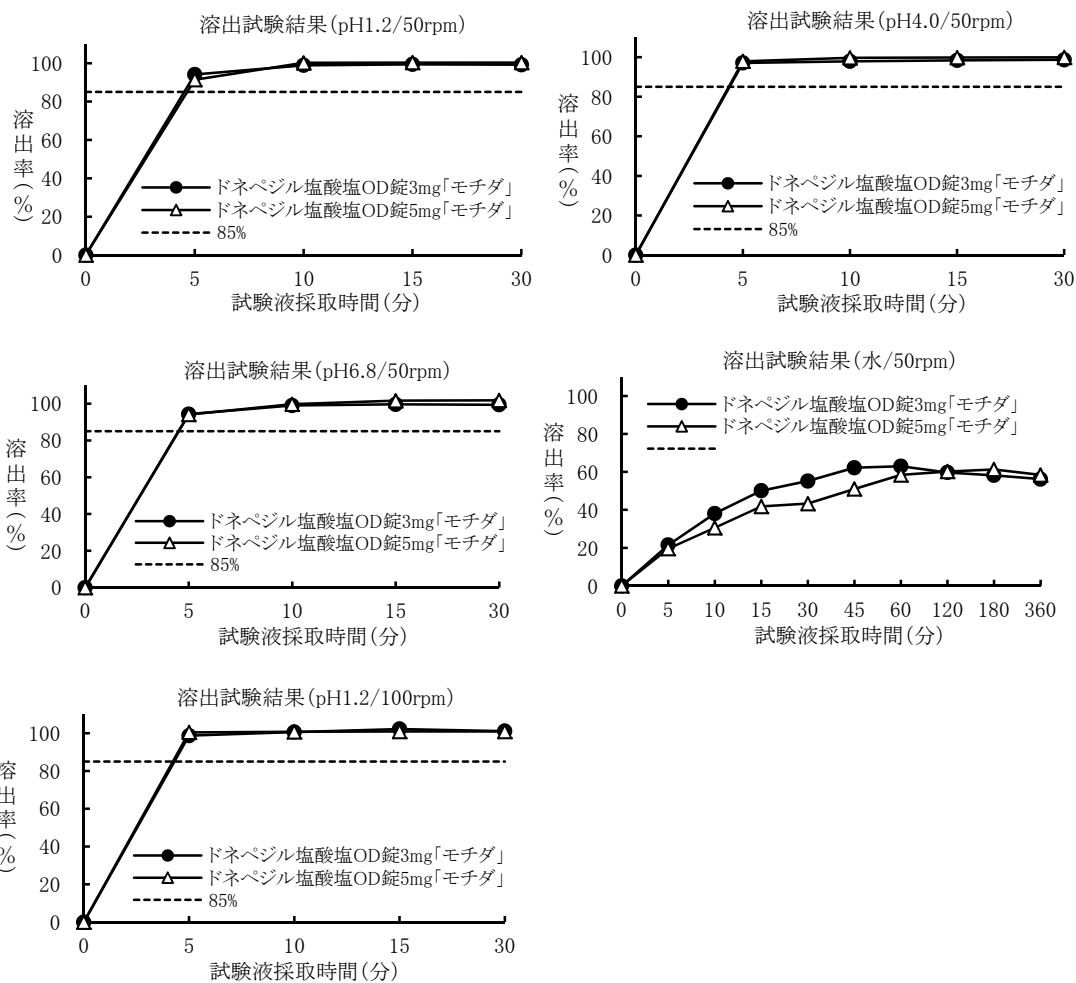 溶出試験結果(pH1.2/50rpm)
溶出率(%)
100
80
60
40
20
0
ドネペジル塩酸塩OD錠3mg「モチダ」
ドネペジル塩酸塩OD錠5mg「モチダ」
85%
0 5 10 15 30
試験液採取時間(分)
溶出試験結果(pH4.0/50rpm)
溶出率(%)
100
80
60
40
20
0
ドネペジル塩酸塩OD錠3mg「モチダ」
ドネペジル塩酸塩OD錠5mg「モチダ」
85%
0 5 10 15 30
試験液採取時間(分)
溶出試験結果(pH6.8/50rpm)
溶出率(%)
100
80
60
40
20
0
ドネペジル塩酸塩OD錠3mg「モチダ」
ドネペジル塩酸塩OD錠5mg「モチダ」
85%
0 5 10 15 30
試験液採取時間(分)
溶出試験結果(水/50rpm)
溶出率(%)
100
80
60
40
20
0
ドネペジル塩酸塩OD錠3mg「モチダ」
ドネペジル塩酸塩OD錠5mg「モチダ」
0 5 10 15 30 45 60 120 180 360
試験液採取時間(分)
溶出試験結果(pH1.2/100rpm)
溶出率(%)
100
80
60
40
20
0
ドネペジル塩酸塩OD錠3mg「モチダ」
ドネペジル塩酸塩OD錠5mg「モチダ」
85%
0 5 10 15 30
試験液採取時間(分)